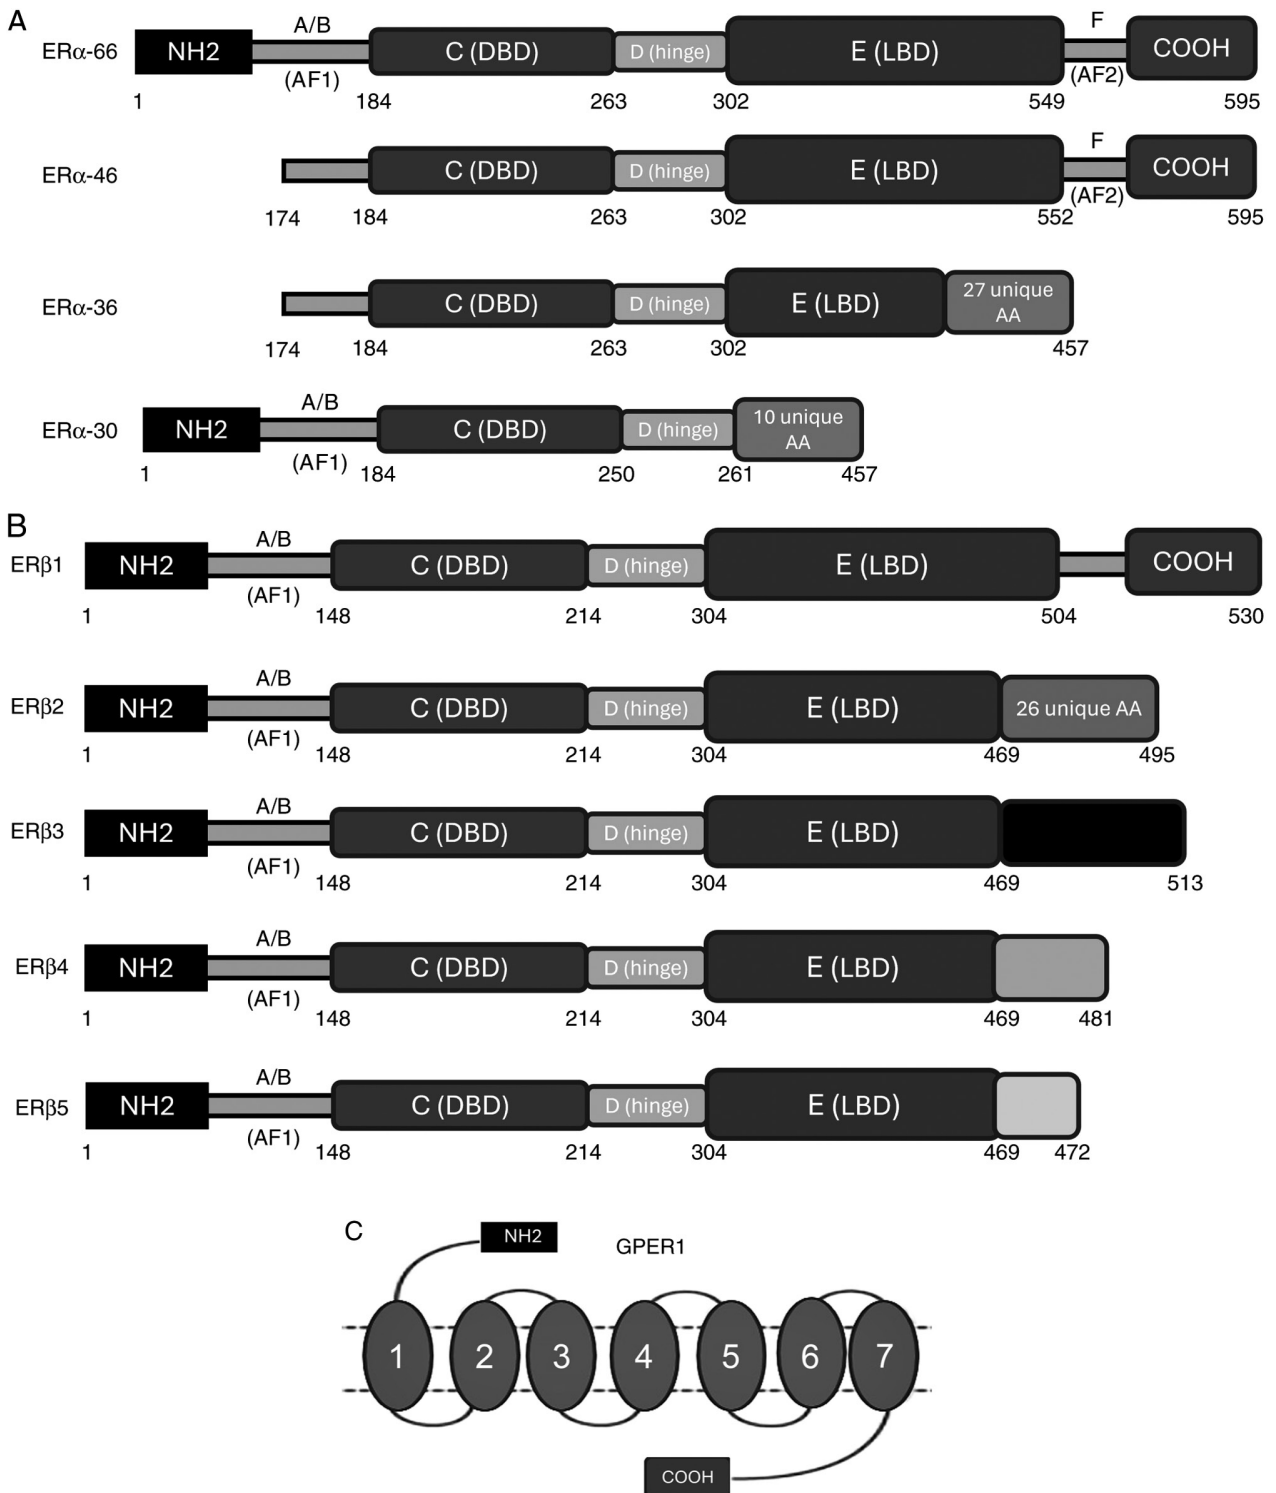 A
ERα-66
NH2
A/B
(AF1)
C (DBD)
D (hinge)
E (LBD)
F
(AF2)
COOH
1 184 263 302 549 595
ERα-46
C (DBD)
D (hinge)
E (LBD)
F
(AF2)
COOH
174 184 263 302 552 595
ERα-36
C (DBD)
D (hinge)
E (LBD)
27 unique
AA
174 184 263 302 457
ERα-30
NH2
A/B
(AF1)
C (DBD)
D (hinge)
10 unique
AA
1 184 250 261 457
B
ERβ1
NH2
A/B
(AF1)
C (DBD)
D (hinge)
E (LBD)
COOH
1 148 214 304 504 530
ERβ2
NH2
A/B
(AF1)
C (DBD)
D (hinge)
E (LBD)
26 unique AA
1 148 214 304 469 495
ERβ3
NH2
A/B
(AF1)
C (DBD)
D (hinge)
E (LBD)
1 148 214 304 469 513
ERβ4
NH2
A/B
(AF1)
C (DBD)
D (hinge)
E (LBD)
1 148 214 304 469 481
ERβ5
NH2
A/B
(AF1)
C (DBD)
D (hinge)
E (LBD)
1 148 214 304 469 472
C
NH2
GPER1
1 2 3 4 5 6 7
COOH